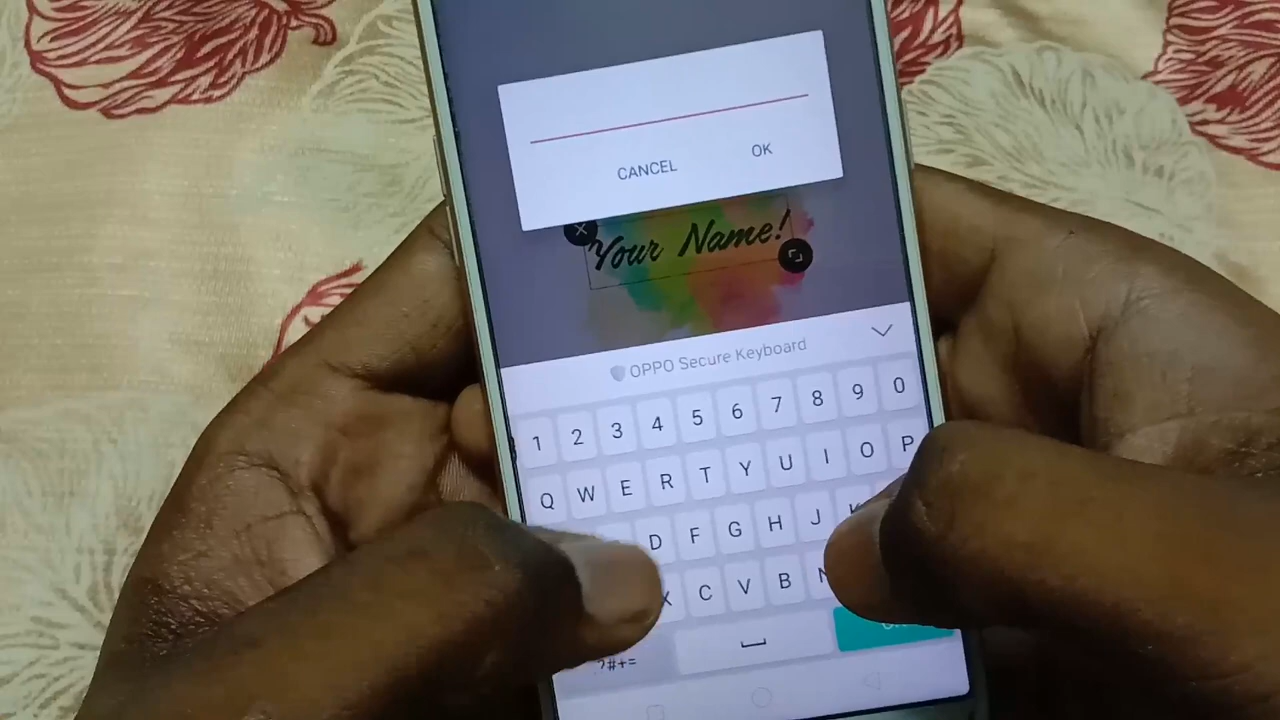 CANCEL OK
Your Name!
OPPO Secure Keyboard
1 2 3 4 5 6 7 8 9 0
Q W E R T Y U I O P
D F G H J K
X C V B N
?#+=